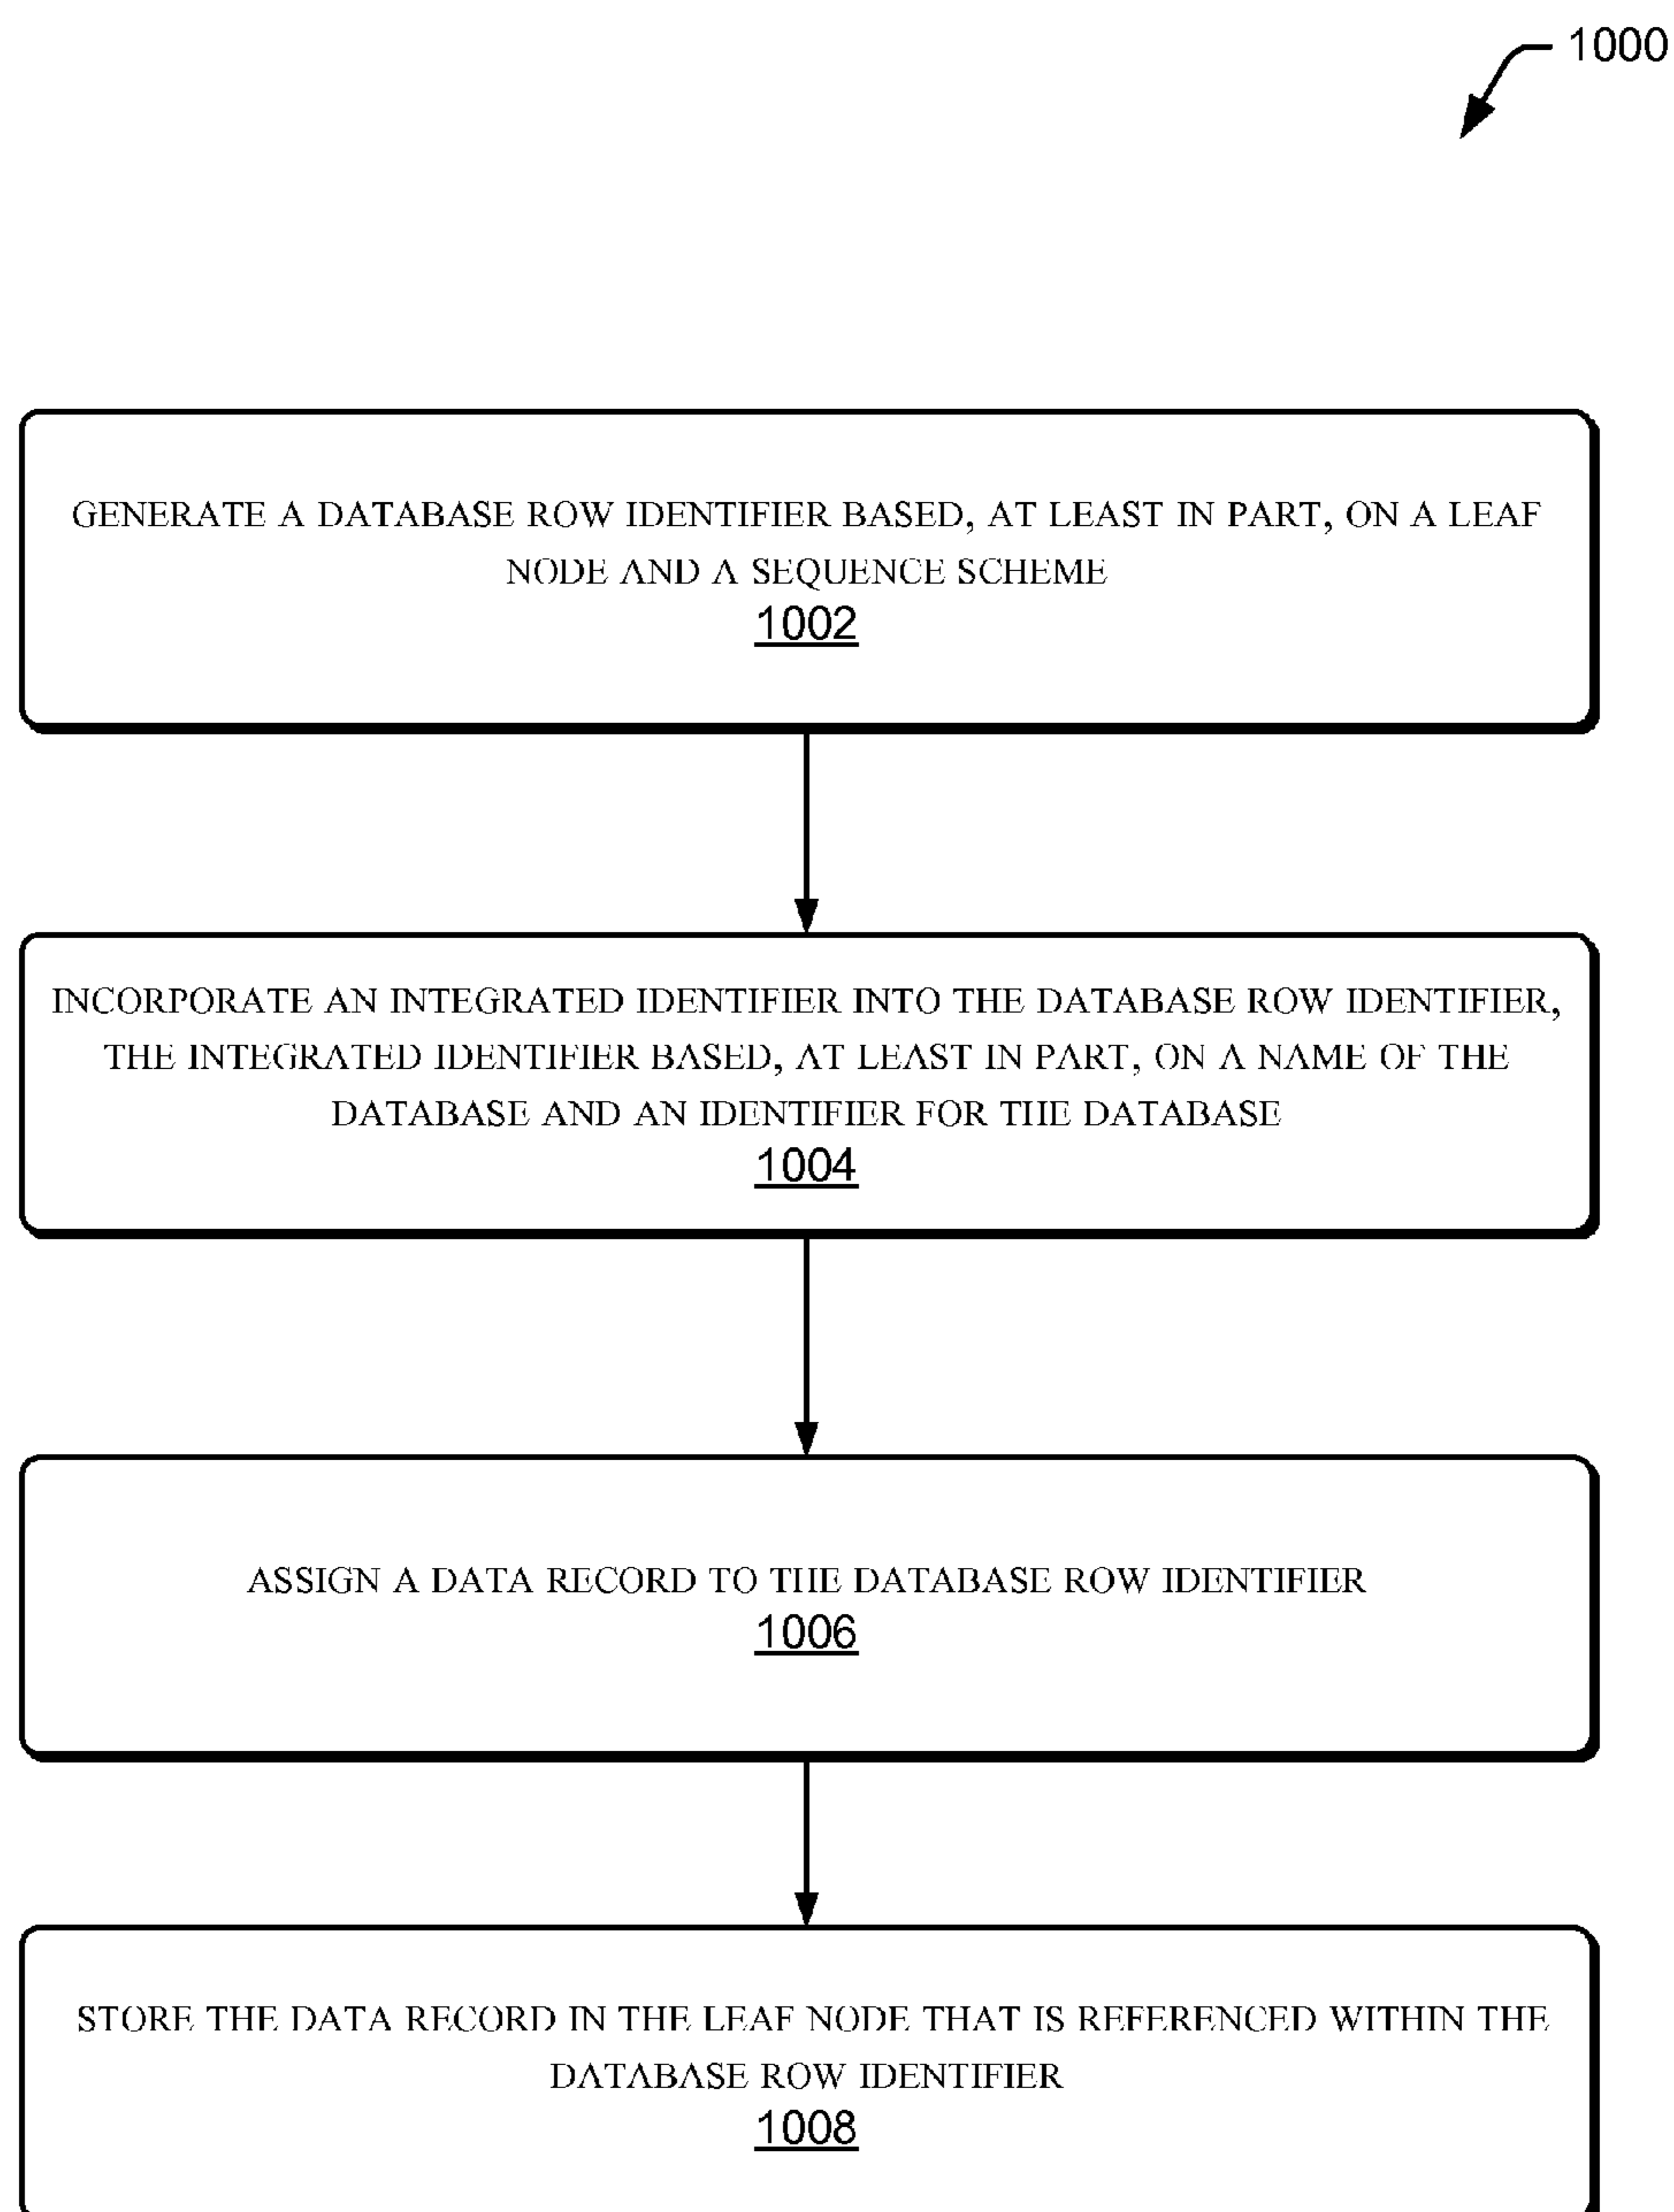 1000
GENERATE A DATABASE ROW IDENTIFIER BASED, AT LEAST IN PART, ON A LEAF
NODE AND A SEQUENCE SCHEME
1002
INCORPORATE AN INTEGRATED IDENTIFIER INTO THE DATABASE ROW IDENTIFIER,
THE INTEGRATED IDENTIFIER BASED, AT LEAST IN PART, ON A NAME OF THE
DATABASE AND AN IDENTIFIER FOR THE DATABASE
1004
ASSIGN A DATA RECORD TO THE DATABASE ROW IDENTIFIER
1006
STORE THE DATA RECORD IN THE LEAF NODE THAT IS REFERENCED WITHIN THE
DATABASE ROW IDENTIFIER
1008